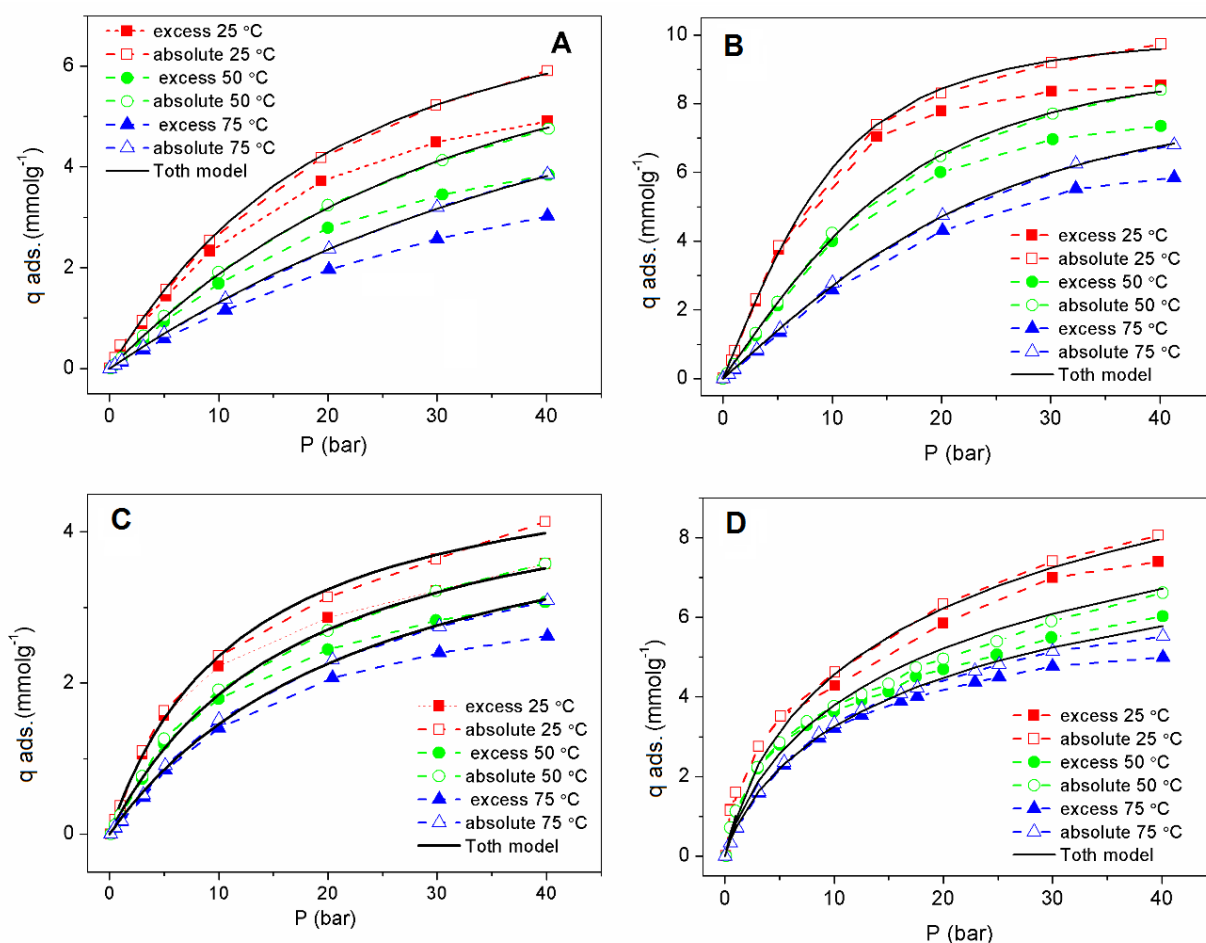 A
excess 25 °C
absolute 25 °C
excess 50 °C
absolute 50 °C
excess 75 °C
absolute 75 °C
Toth model
q ads.(mmolg⁻¹)
6
4
2
0
0 10 20 30 40
P (bar)
B
q ads.(mmolg⁻¹)
10
8
6
4
2
0
excess 25 °C
absolute 25 °C
excess 50 °C
absolute 50 °C
excess 75 °C
absolute 75 °C
Toth model
0 10 20 30 40
P (bar)
C
q ads.(mmolg⁻¹)
4
2
0
excess 25 °C
absolute 25 °C
excess 50 °C
absolute 50 °C
excess 75 °C
absolute 75 °C
Toth model
0 10 20 30 40
P (bar)
D
q ads.(mmolg⁻¹)
8
6
4
2
0
excess 25 °C
absolute 25 °C
excess 50 °C
absolute 50 °C
excess 75 °C
absolute 75 °C
Toth model
0 10 20 30 40
P (bar)